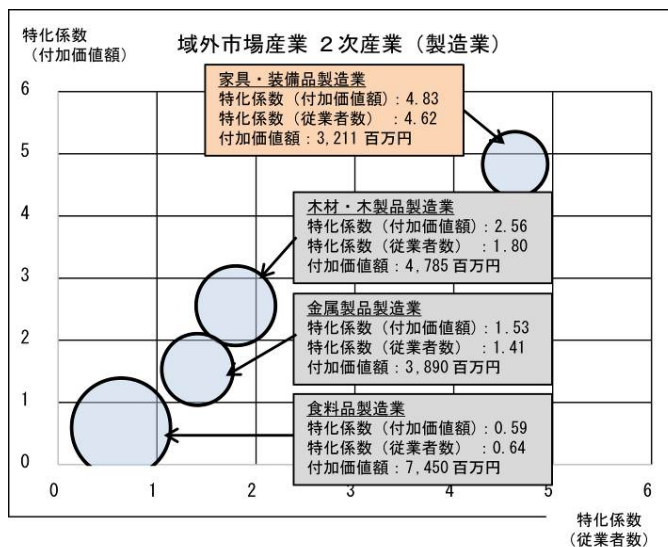 特化係数
（付加価値額）
域外市場産業 ２次産業（製造業）
家具・装備品製造業
特化係数（付加価値額）：4.83
特化係数（従業者数）：4.62
付加価値額：3,211 百万円
木材・木製品製造業
特化係数（付加価値額）：2.56
特化係数（従業者数）：1.80
付加価値額：4,785 百万円
金属製品製造業
特化係数（付加価値額）：1.53
特化係数（従業者数）：1.41
付加価値額：3,890 百万円
食料品製造業
特化係数（付加価値額）：0.59
特化係数（従業者数）：0.64
付加価値額：7,450 百万円
6
5
4
3
2
1
0
0 1 2 3 4 5 6
特化係数
（従業者数）